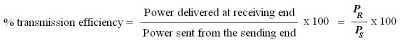 % transmission efficiency = Power delivered at receiving end / Power sent from the sending end x 100 = P_R / P_S x 100